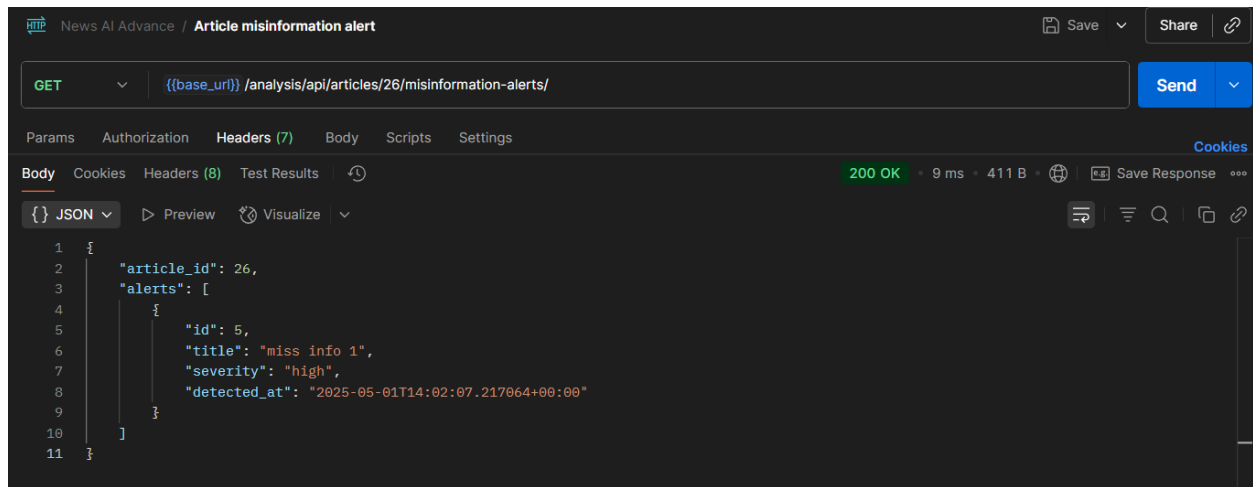 HTTP News AI Advance / Article misinformation alert Save Share
GET {{base_url}} /analysis/api/articles/26/misinformation-alerts/ Send
Params Authorization Headers (7) Body Scripts Settings Cookies
Body Cookies Headers (8) Test Results 200 OK • 9 ms • 411 B • e.g. Save Response
{} JSON Preview Visualize
1 {
2 "article_id": 26,
3 "alerts": [
4 {
5 "id": 5,
6 "title": "miss info 1",
7 "severity": "high",
8 "detected_at": "2025-05-01T14:02:07.217064+00:00"
9 }
10 ]
11 }